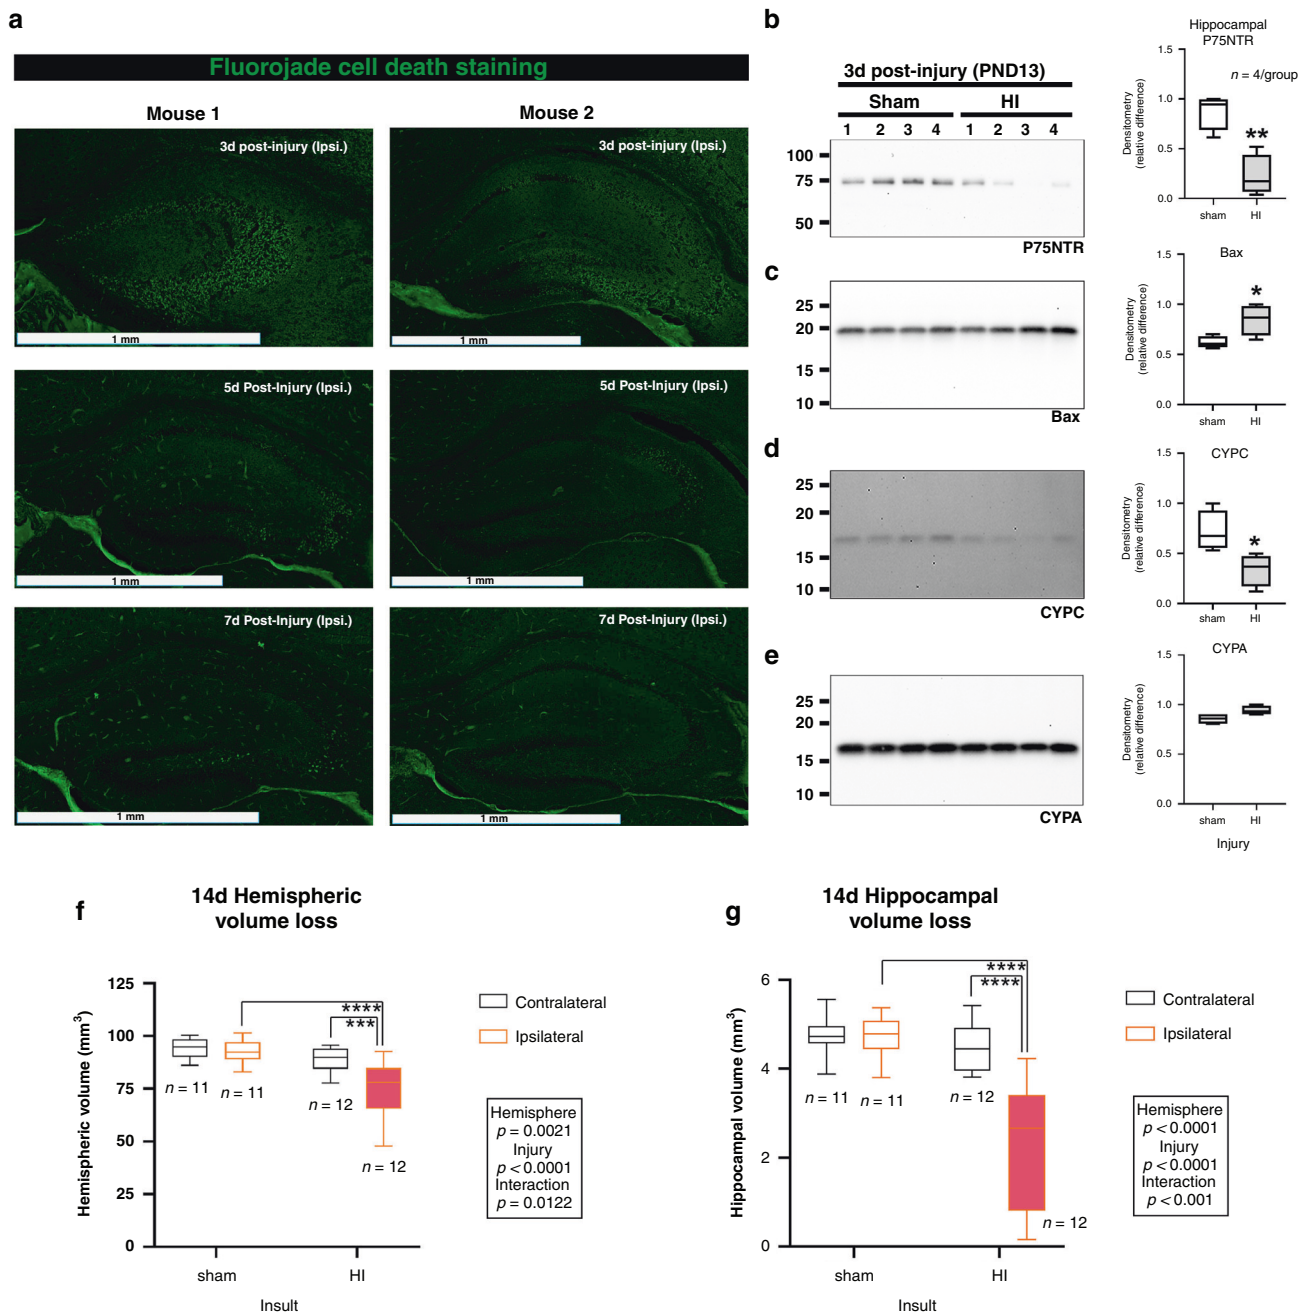 a
Fluorojade cell death staining
Mouse 1
Mouse 2
3d post-injury (Ipsi.)
1 mm
3d post-injury (Ipsi.)
1 mm
5d Post-Injury (Ipsi.)
1 mm
5d Post-Injury (Ipsi.)
1 mm
7d Post-Injury (Ipsi.)
1 mm
7d Post-Injury (Ipsi.)
1 mm
b
3d post-injury (PND13)
Sham
HI
1 2 3 4 1 2 3 4
100
75
50
P75NTR
Hippocampal
P75NTR
n = 4/group
Densitometry
(relative difference)
1.5
1.0
0.5
0.0
**
sham
HI
c
25
20
15
10
Bax
Bax
Densitometry
(relative difference)
1.5
1.0
0.5
0.0
*
sham
HI
d
25
20
15
10
CYPC
CYPC
Densitometry
(relative difference)
1.5
1.0
0.5
0.0
*
sham
HI
e
25
20
15
10
CYPA
CYPA
Densitometry
(relative difference)
1.5
1.0
0.5
0.0
sham
HI
Injury
f
14d Hemispheric
volume loss
Hemispheric volume (mm³)
125
100
75
50
25
0
****
***
n = 11
n = 11
n = 12
n = 12
sham
HI
Insult
Contralateral
Ipsilateral
Hemisphere
p = 0.0021
Injury
p < 0.0001
Interaction
p = 0.0122
g
14d Hippocampal
volume loss
Hippocampal volume (mm³)
6
4
2
0
****
****
n = 11
n = 11
n = 12
n = 12
sham
HI
Insult
Contralateral
Ipsilateral
Hemisphere
p < 0.0001
Injury
p < 0.0001
Interaction
p < 0.001